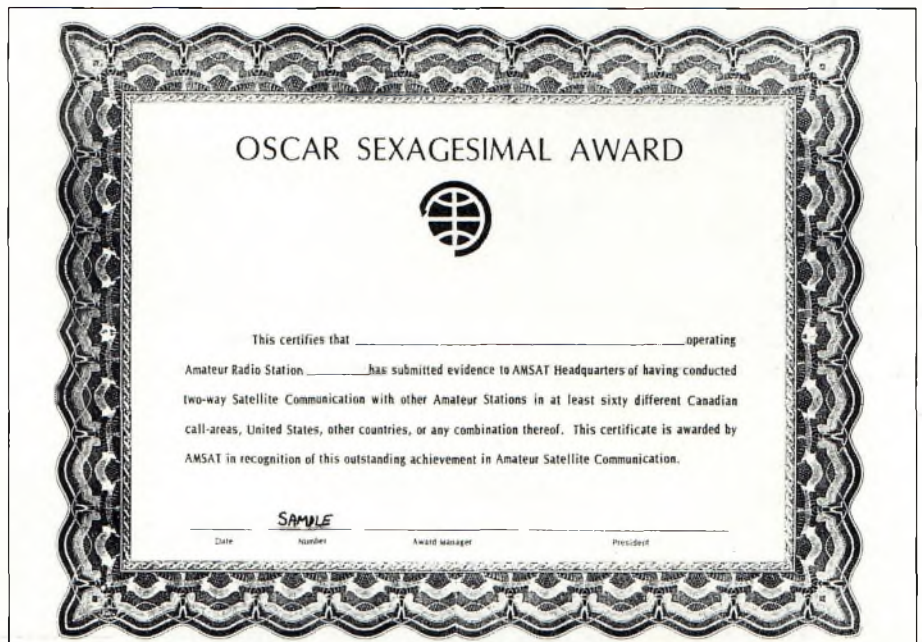 OSCAR SEXAGESIMAL AWARD
This certifies that ____________________ operating
Amateur Radio Station __________ has submitted evidence to AMSAT Headquarters of having conducted
two-way Satellite Communication with other Amateur Stations in at least sixty different Canadian
call-areas, United States, other countries, or any combination thereof. This certificate is awarded by
AMSAT in recognition of this outstanding achievement in Amateur Satellite Communication.
SAMPLE
Date Number Award Manager President